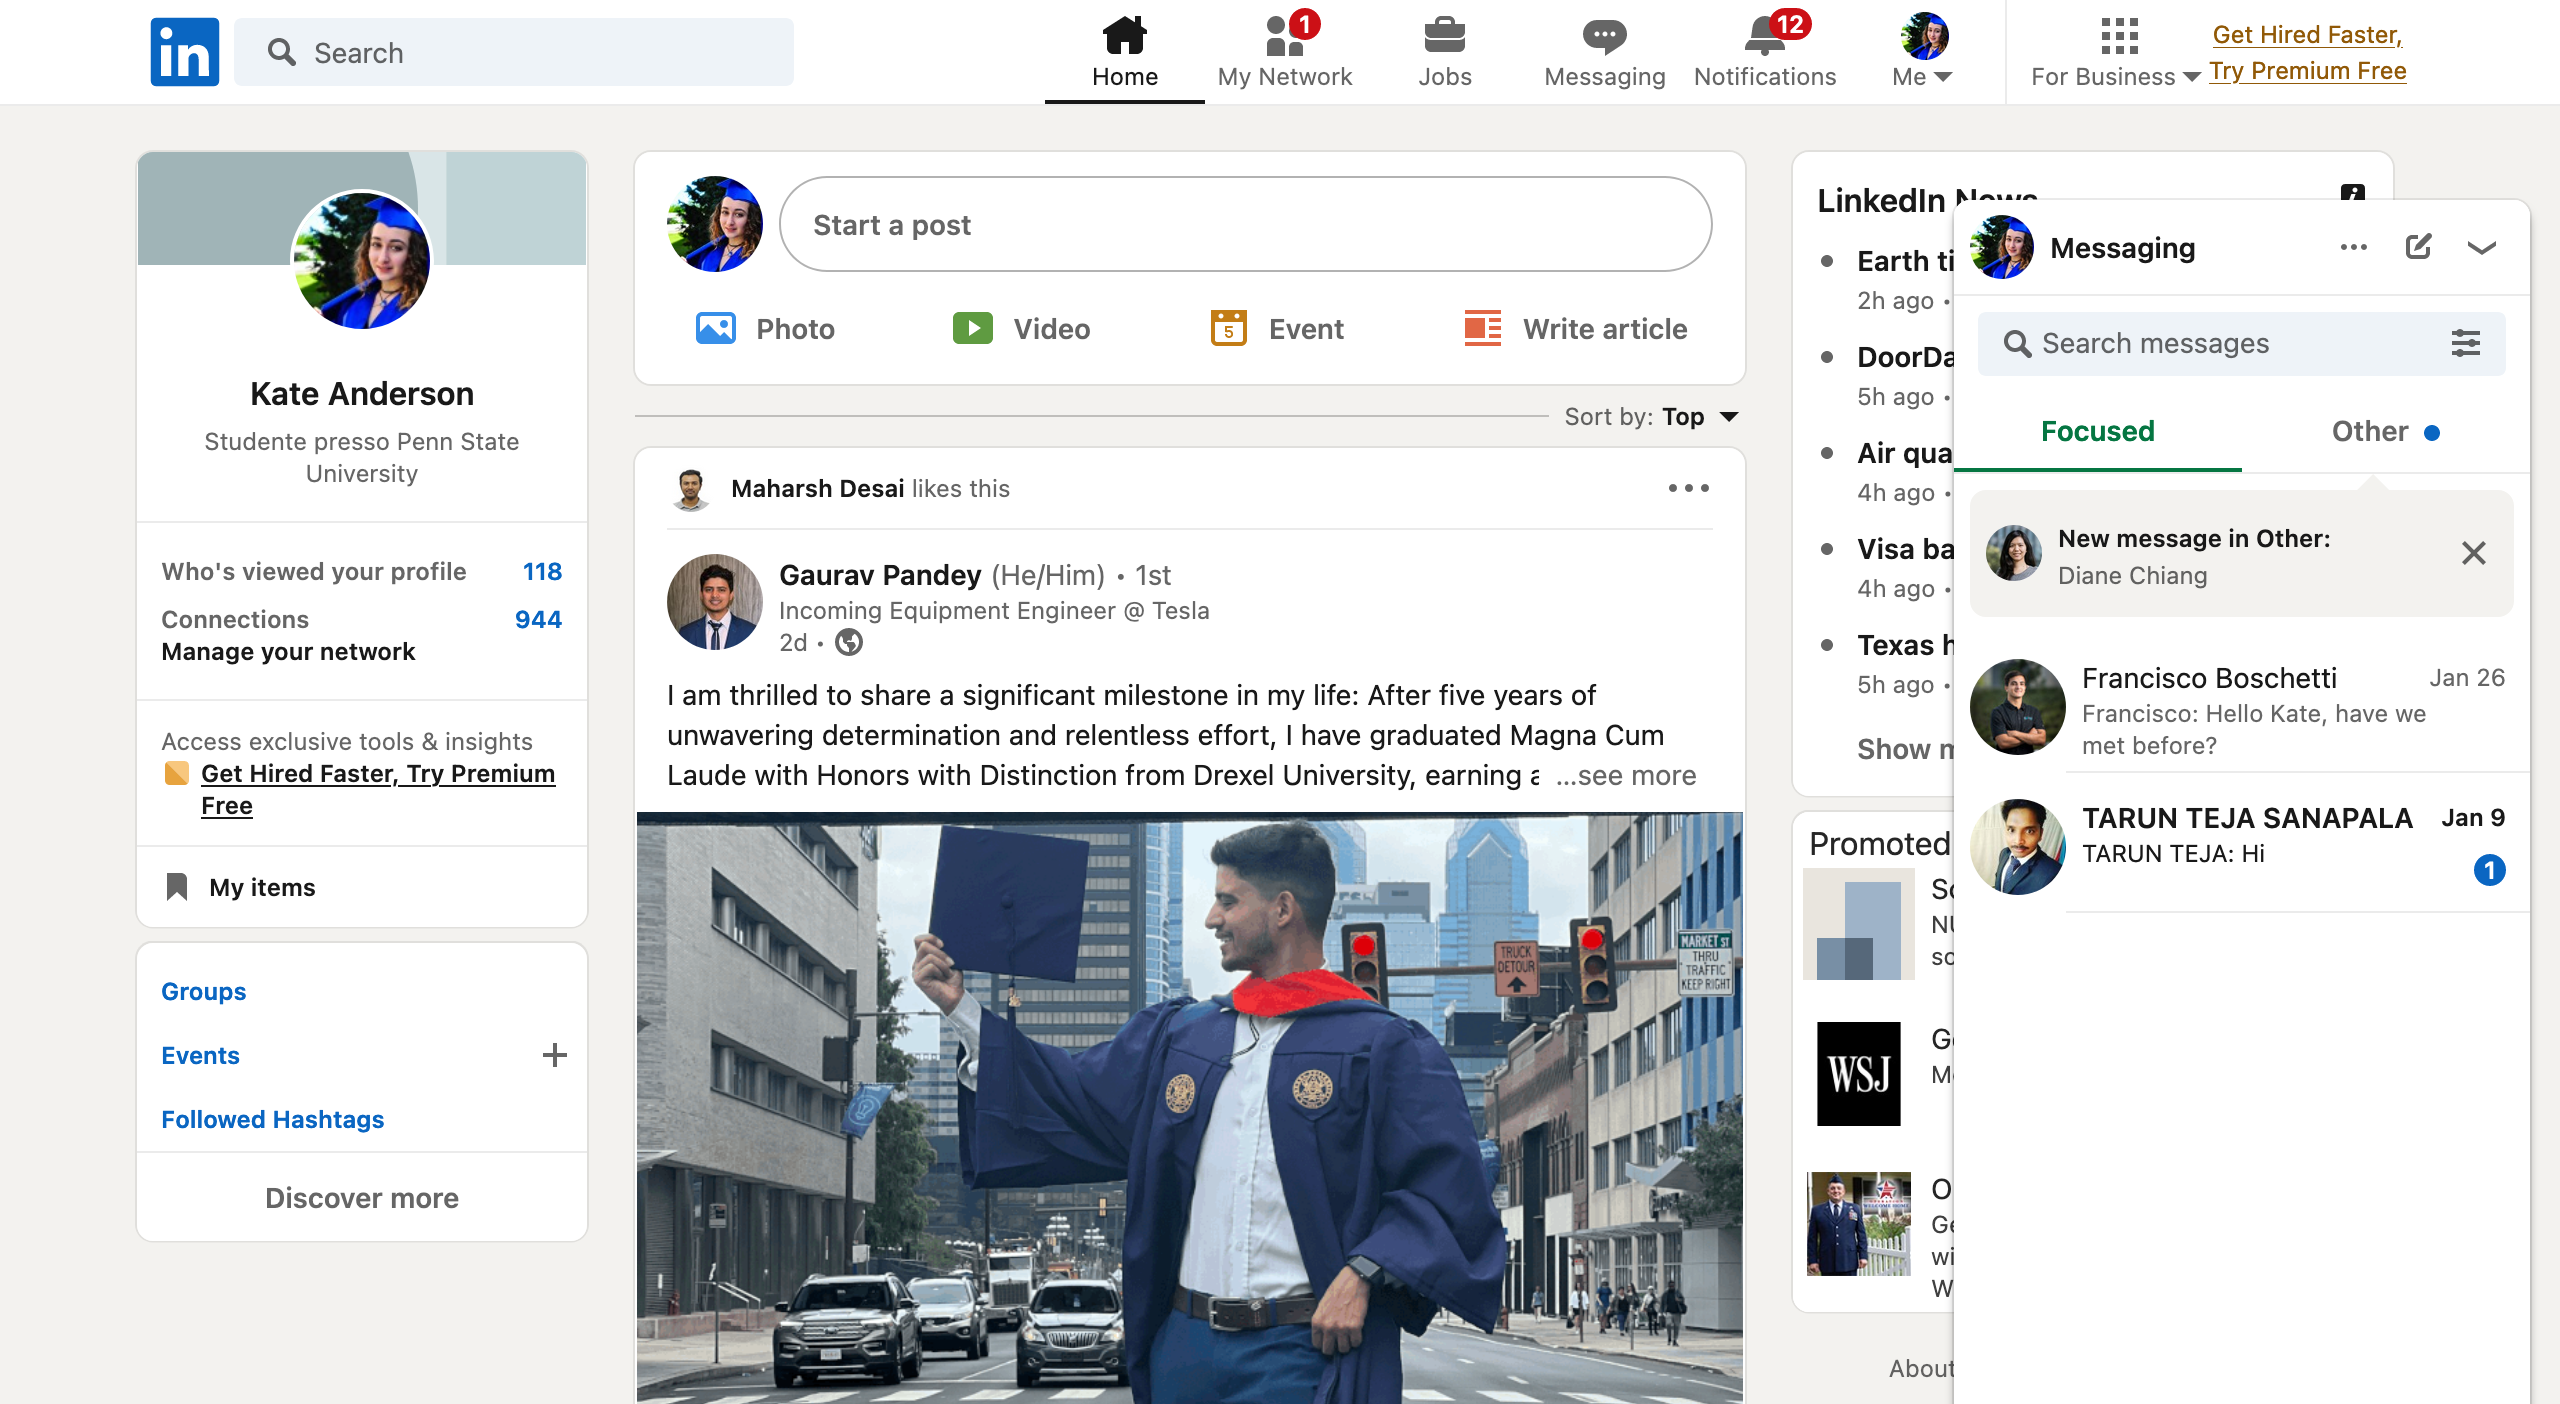 in
Search
Home
1
My Network
Jobs
Messaging
12
Notifications
Me
For Business
Get Hired Faster,
Try Premium Free
Kate Anderson
Studente presso Penn State
University
Who's viewed your profile 118
Connections 944
Manage your network
Access exclusive tools & insights
Get Hired Faster, Try Premium
Free
My items
Groups
Events
Followed Hashtags
Discover more
Start a post
Photo
Video
5
Event
Write article
Sort by: Top
Maharsh Desai likes this
Gaurav Pandey (He/Him) • 1st
Incoming Equipment Engineer @ Tesla
2d •
I am thrilled to share a significant milestone in my life: After five years of
unwavering determination and relentless effort, I have graduated Magna Cum
Laude with Honors with Distinction from Drexel University, earning a ...see more
TRUCK
DETOUR
MARKET ST
THRU
TRAFFIC
KEEP RIGHT
LinkedIn News
Earth ti
2h ago •
DoorDa
5h ago •
Air qua
4h ago •
Visa ba
4h ago •
Texas h
5h ago •
Show m
Promoted
So
NU
so
WSJ
Ge
Me
WELCOME HOME
O
Ge
wi
W
About
Messaging
Search messages
Focused
Other
New message in Other:
Diane Chiang
Francisco Boschetti Jan 26
Francisco: Hello Kate, have we
met before?
TARUN TEJA SANAPALA Jan 9
TARUN TEJA: Hi
1